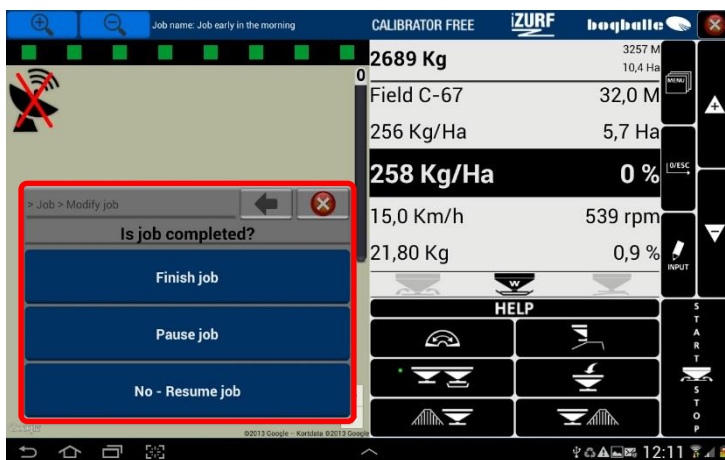 Job name: Job early in the morning
CALIBRATOR FREE
iZURF
bogballe
2689 Kg
3257 M
10,4 Ha
MENU
0
Field C-67
32,0 M
256 Kg/Ha
5,7 Ha
258 Kg/Ha
0 %
0/ESC
> Job > Modify job
Is job completed?
15,0 Km/h
539 rpm
21,80 Kg
0,9 %
INPUT
Finish job
W
HELP
Pause job
START
STOP
No - Resume job
©2013 Google - Kortdata ©2013 Google
12:11